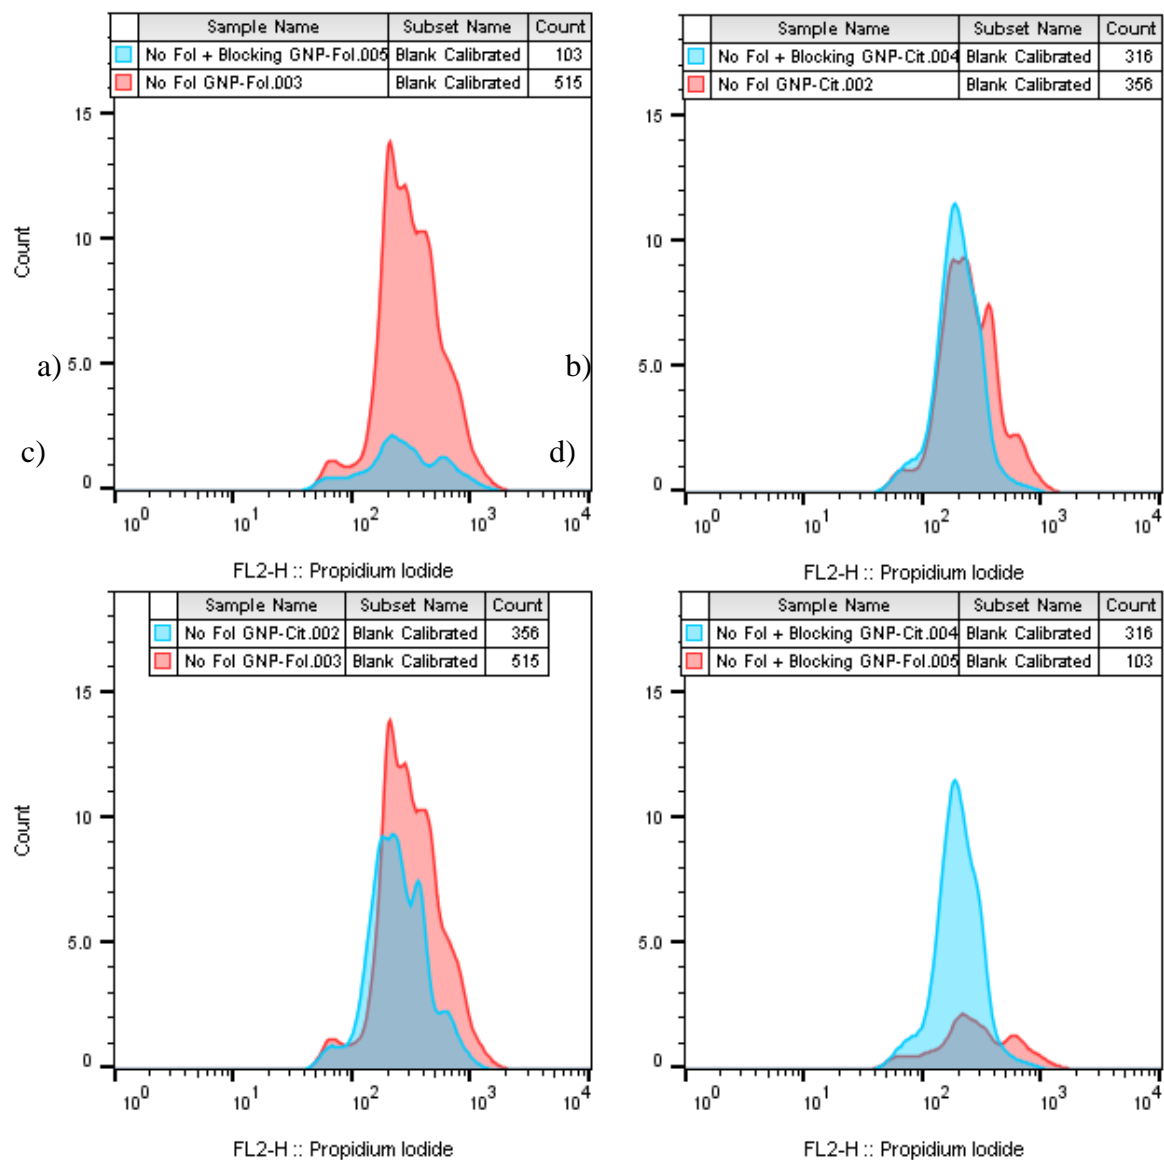 Sample Name Subset Name Count
No Fol + Blocking GNP-Fol.005 Blank Calibrated 103
No Fol GNP-Fol.003 Blank Calibrated 515
15
10
5.0
0
Count
a)
c)
10^0 10^1 10^2 10^3 10^4
FL2-H :: Propidium Iodide
Sample Name Subset Name Count
No Fol + Blocking GNP-Cit.004 Blank Calibrated 316
No Fol GNP-Cit.002 Blank Calibrated 356
15
10
5.0
0
b)
d)
10^0 10^1 10^2 10^3 10^4
FL2-H :: Propidium Iodide
Sample Name Subset Name Count
No Fol GNP-Cit.002 Blank Calibrated 356
No Fol GNP-Fol.003 Blank Calibrated 515
15
10
5.0
0
Count
10^0 10^1 10^2 10^3 10^4
FL2-H :: Propidium Iodide
Sample Name Subset Name Count
No Fol + Blocking GNP-Cit.004 Blank Calibrated 316
No Fol + Blocking GNP-Fol.005 Blank Calibrated 103
15
10
5.0
0
10^0 10^1 10^2 10^3 10^4
FL2-H :: Propidium Iodide